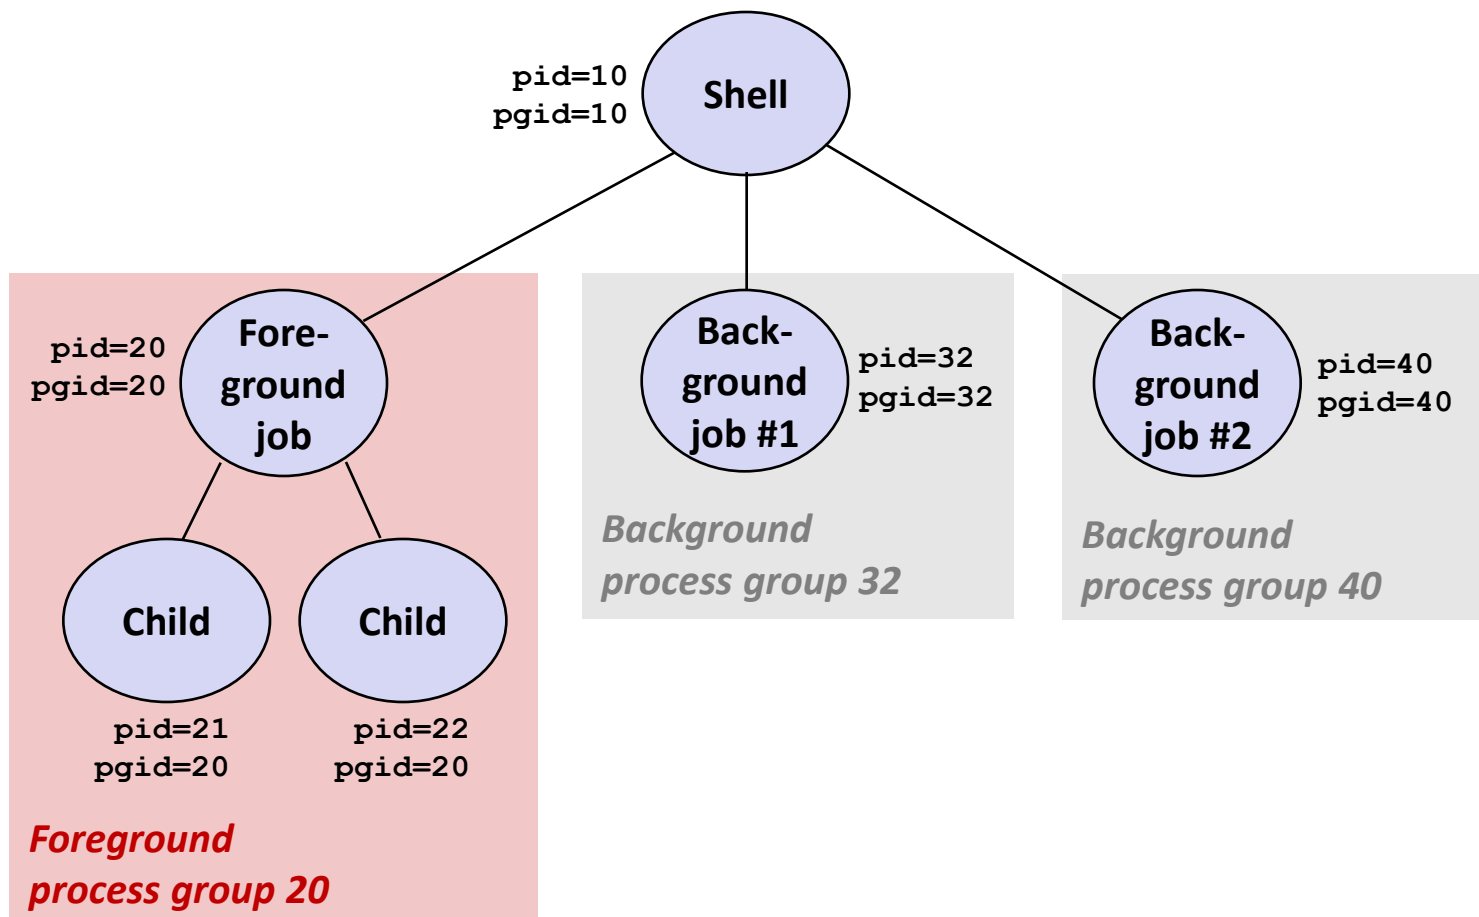 pid=10
pgid=10
Shell
pid=20
pgid=20
Fore-
ground
job
Back-
ground
job #1
pid=32
pgid=32
Back-
ground
job #2
pid=40
pgid=40
Background
process group 32
Background
process group 40
Child
Child
pid=21
pgid=20
pid=22
pgid=20
Foreground
process group 20